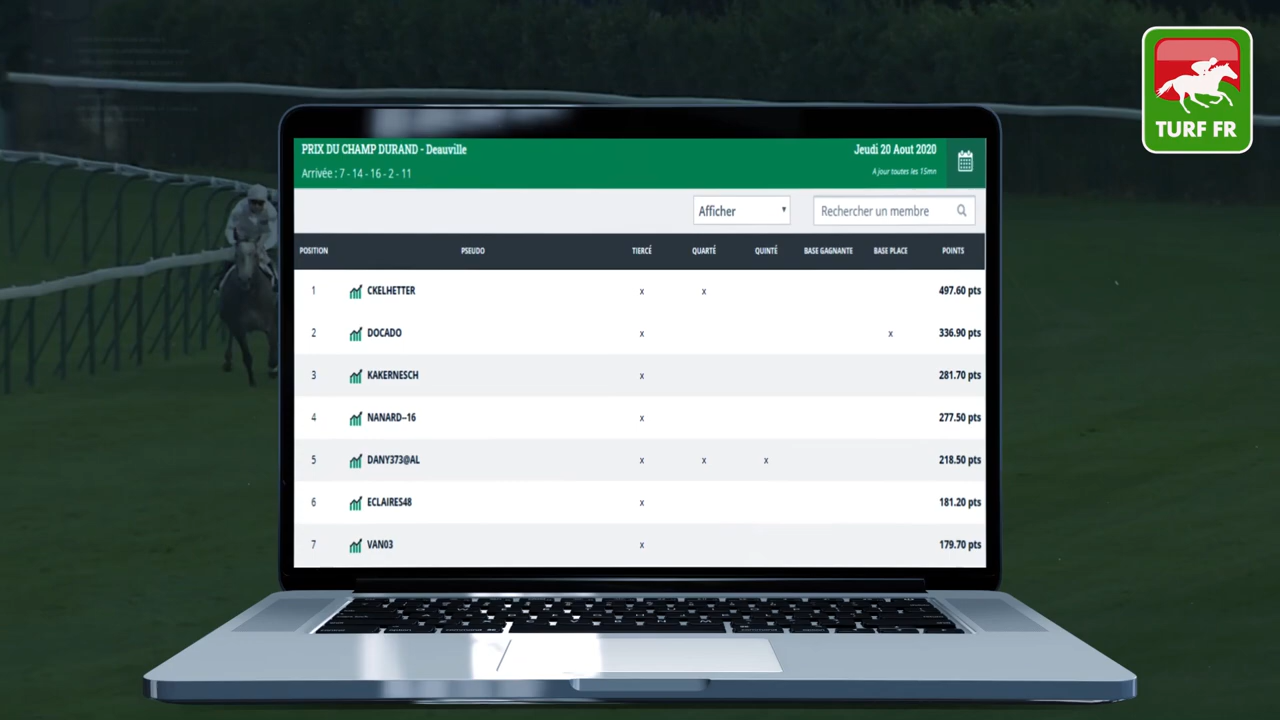 TURF FR
PRIX DU CHAMP DURAND - Deauville
Jeudi 20 Aout 2020
Arrivée : 7 - 14 - 16 - 2 - 11
A jour toutes les 15mn
Afficher
Rechercher un membre
POSITION PSEUDO TIERCÉ QUARTÉ QUINTÉ BASE GAGNANTE BASE PLACE POINTS
1 CKELHETTER x x 497.60 pts
2 DOCADO x x 336.90 pts
3 KAKERNESCH x 281.70 pts
4 NANARD--16 x 277.50 pts
5 DANY373@AL x x x 218.50 pts
6 ECLAIRES48 x 181.20 pts
7 VAN03 x 179.70 pts